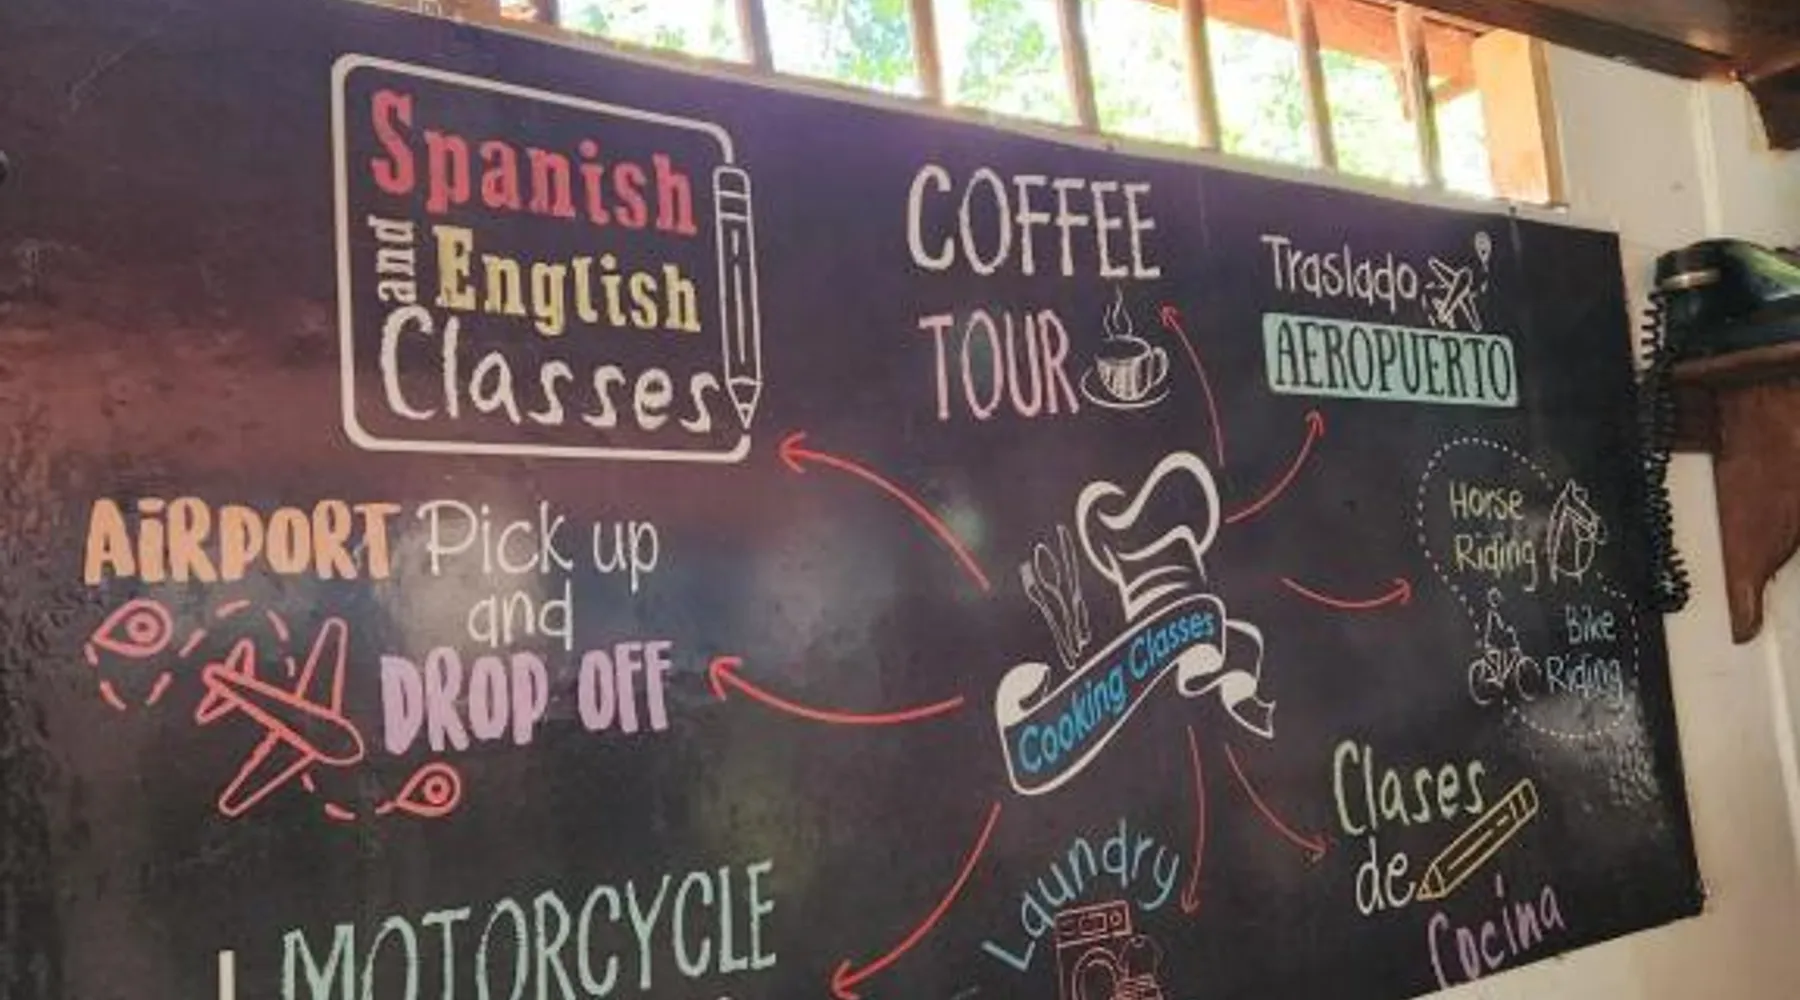 Spanish
and English
Classes
COFFEE
TOUR
Traslado
AEROPUERTO
AiRPORT Pick up
and
DROP OFF
Cooking Classes
Horse
Riding
Bike
Riding
Clases
de
Cocina
Laundry
MOTORCYCLE